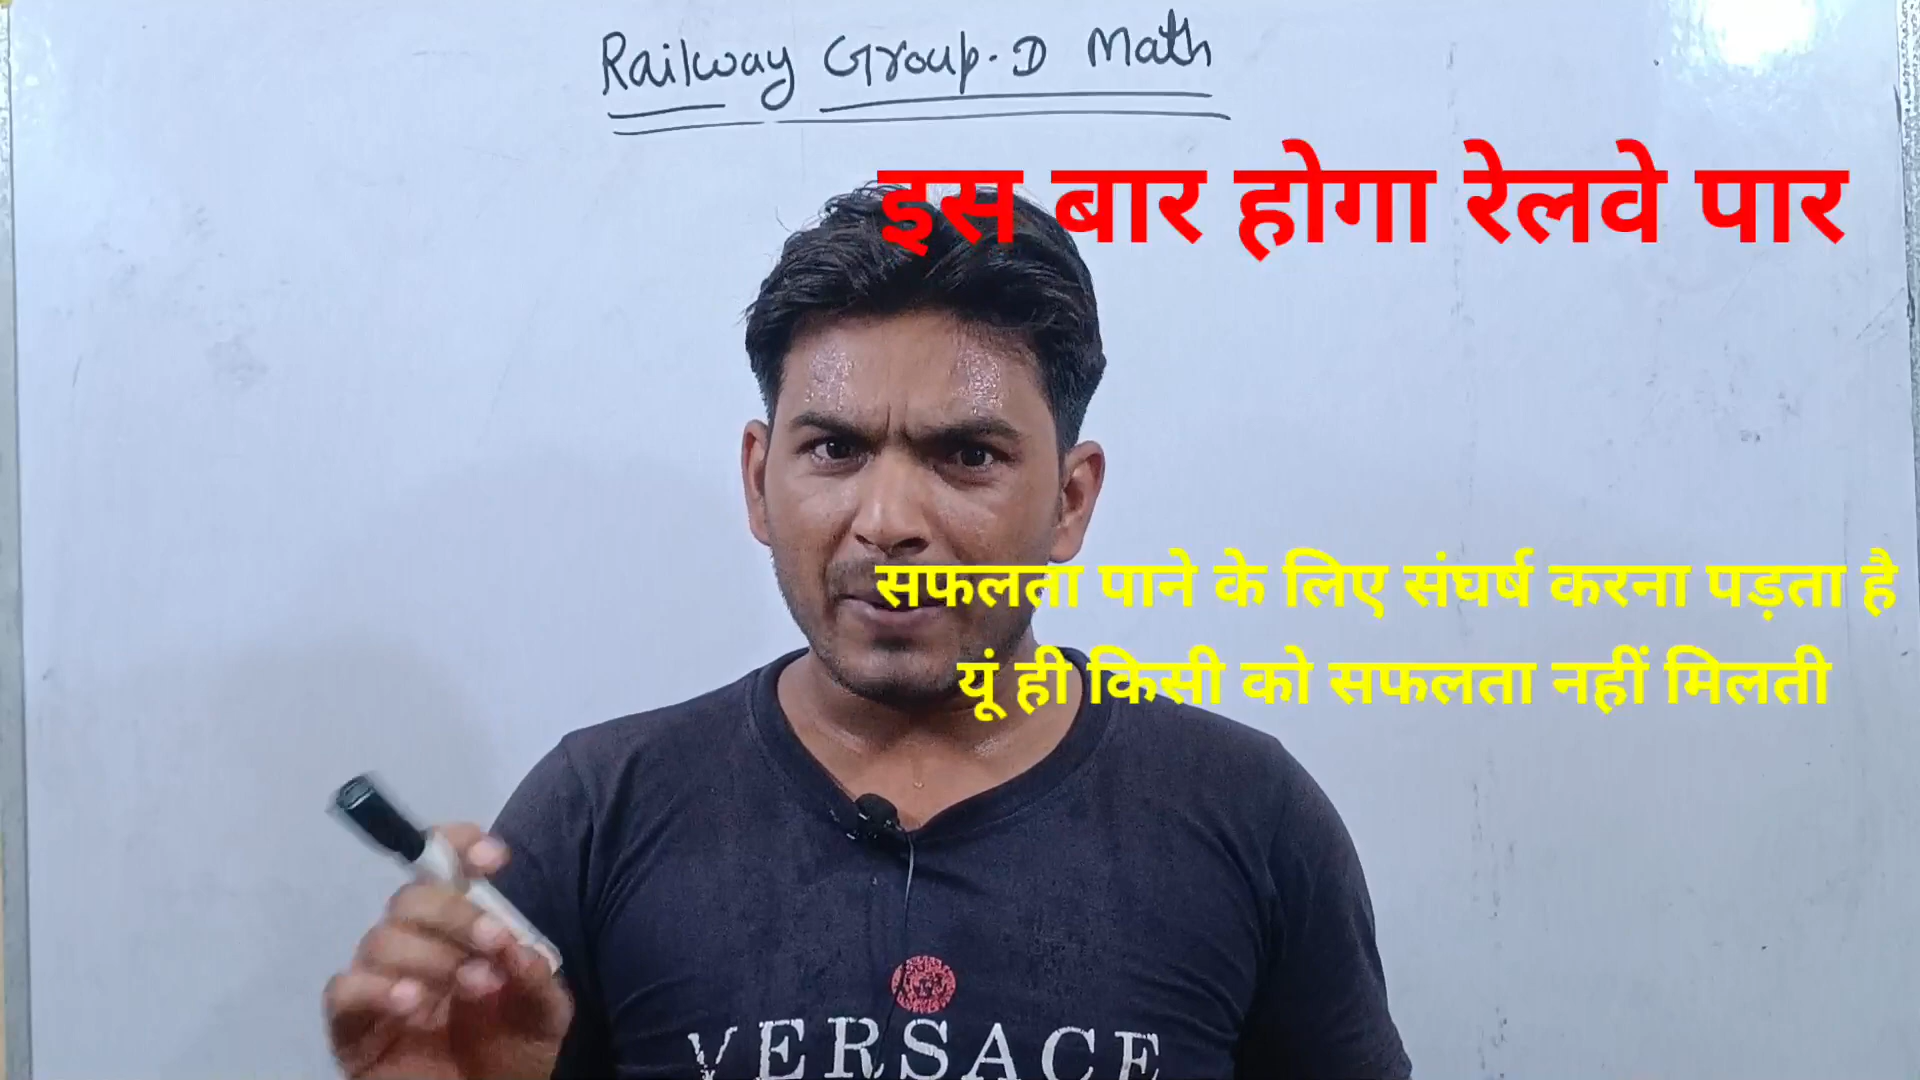 Railway Group-D Math
इस बार होगा रेलवे पार
सफलता पाने के लिए संघर्ष करना पड़ता है
यूं ही किसी को सफलता नहीं मिलती
VERSACE